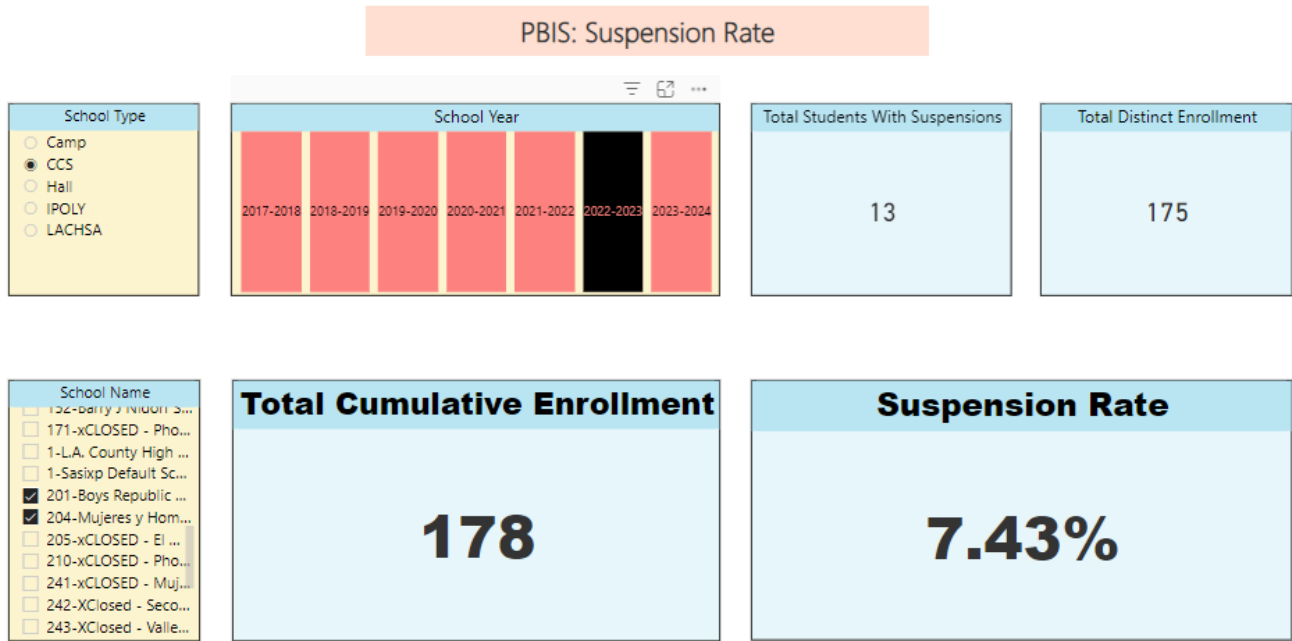 PBIS: Suspension Rate
School Type
Camp
CCS
Hall
IPOLY
LACHSA
School Year
2017-2018 2018-2019 2019-2020 2020-2021 2021-2022 2022-2023 2023-2024
Total Students With Suspensions
13
Total Distinct Enrollment
175
School Name
152-Barry J Nidorf S...
171-xCLOSED - Pho...
1-L.A. County High ...
1-Sasixp Default Sc...
201-Boys Republic ...
204-Mujeres y Hom...
205-xCLOSED - El ...
210-xCLOSED - Pho...
241-xCLOSED - Muj...
242-XClosed - Seco...
243-XClosed - Valle...
Total Cumulative Enrollment
178
Suspension Rate
7.43%